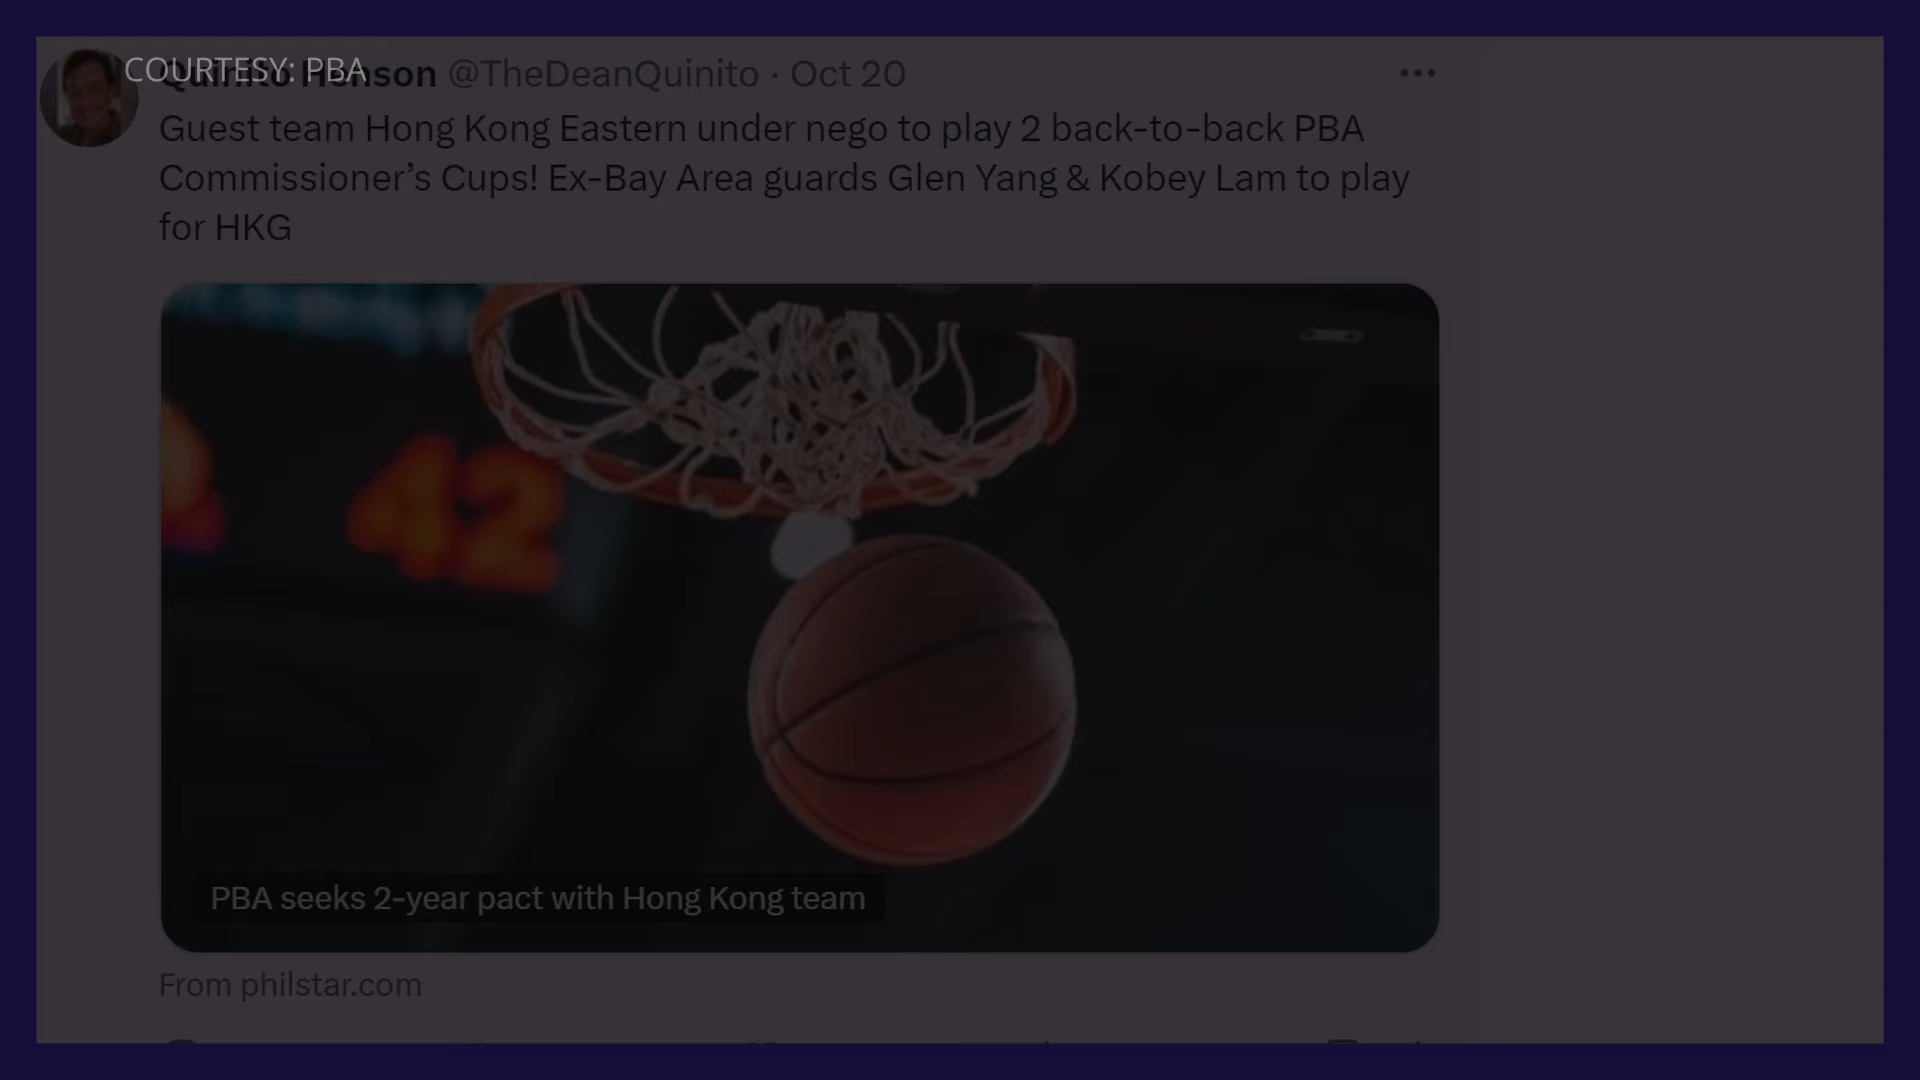 COURTESY: PBA
Quinito Henson @TheDeanQuinito · Oct 20
Guest team Hong Kong Eastern under nego to play 2 back-to-back PBA
Commissioner’s Cups! Ex-Bay Area guards Glen Yang & Kobey Lam to play
for HKG
42
PBA seeks 2-year pact with Hong Kong team
From philstar.com